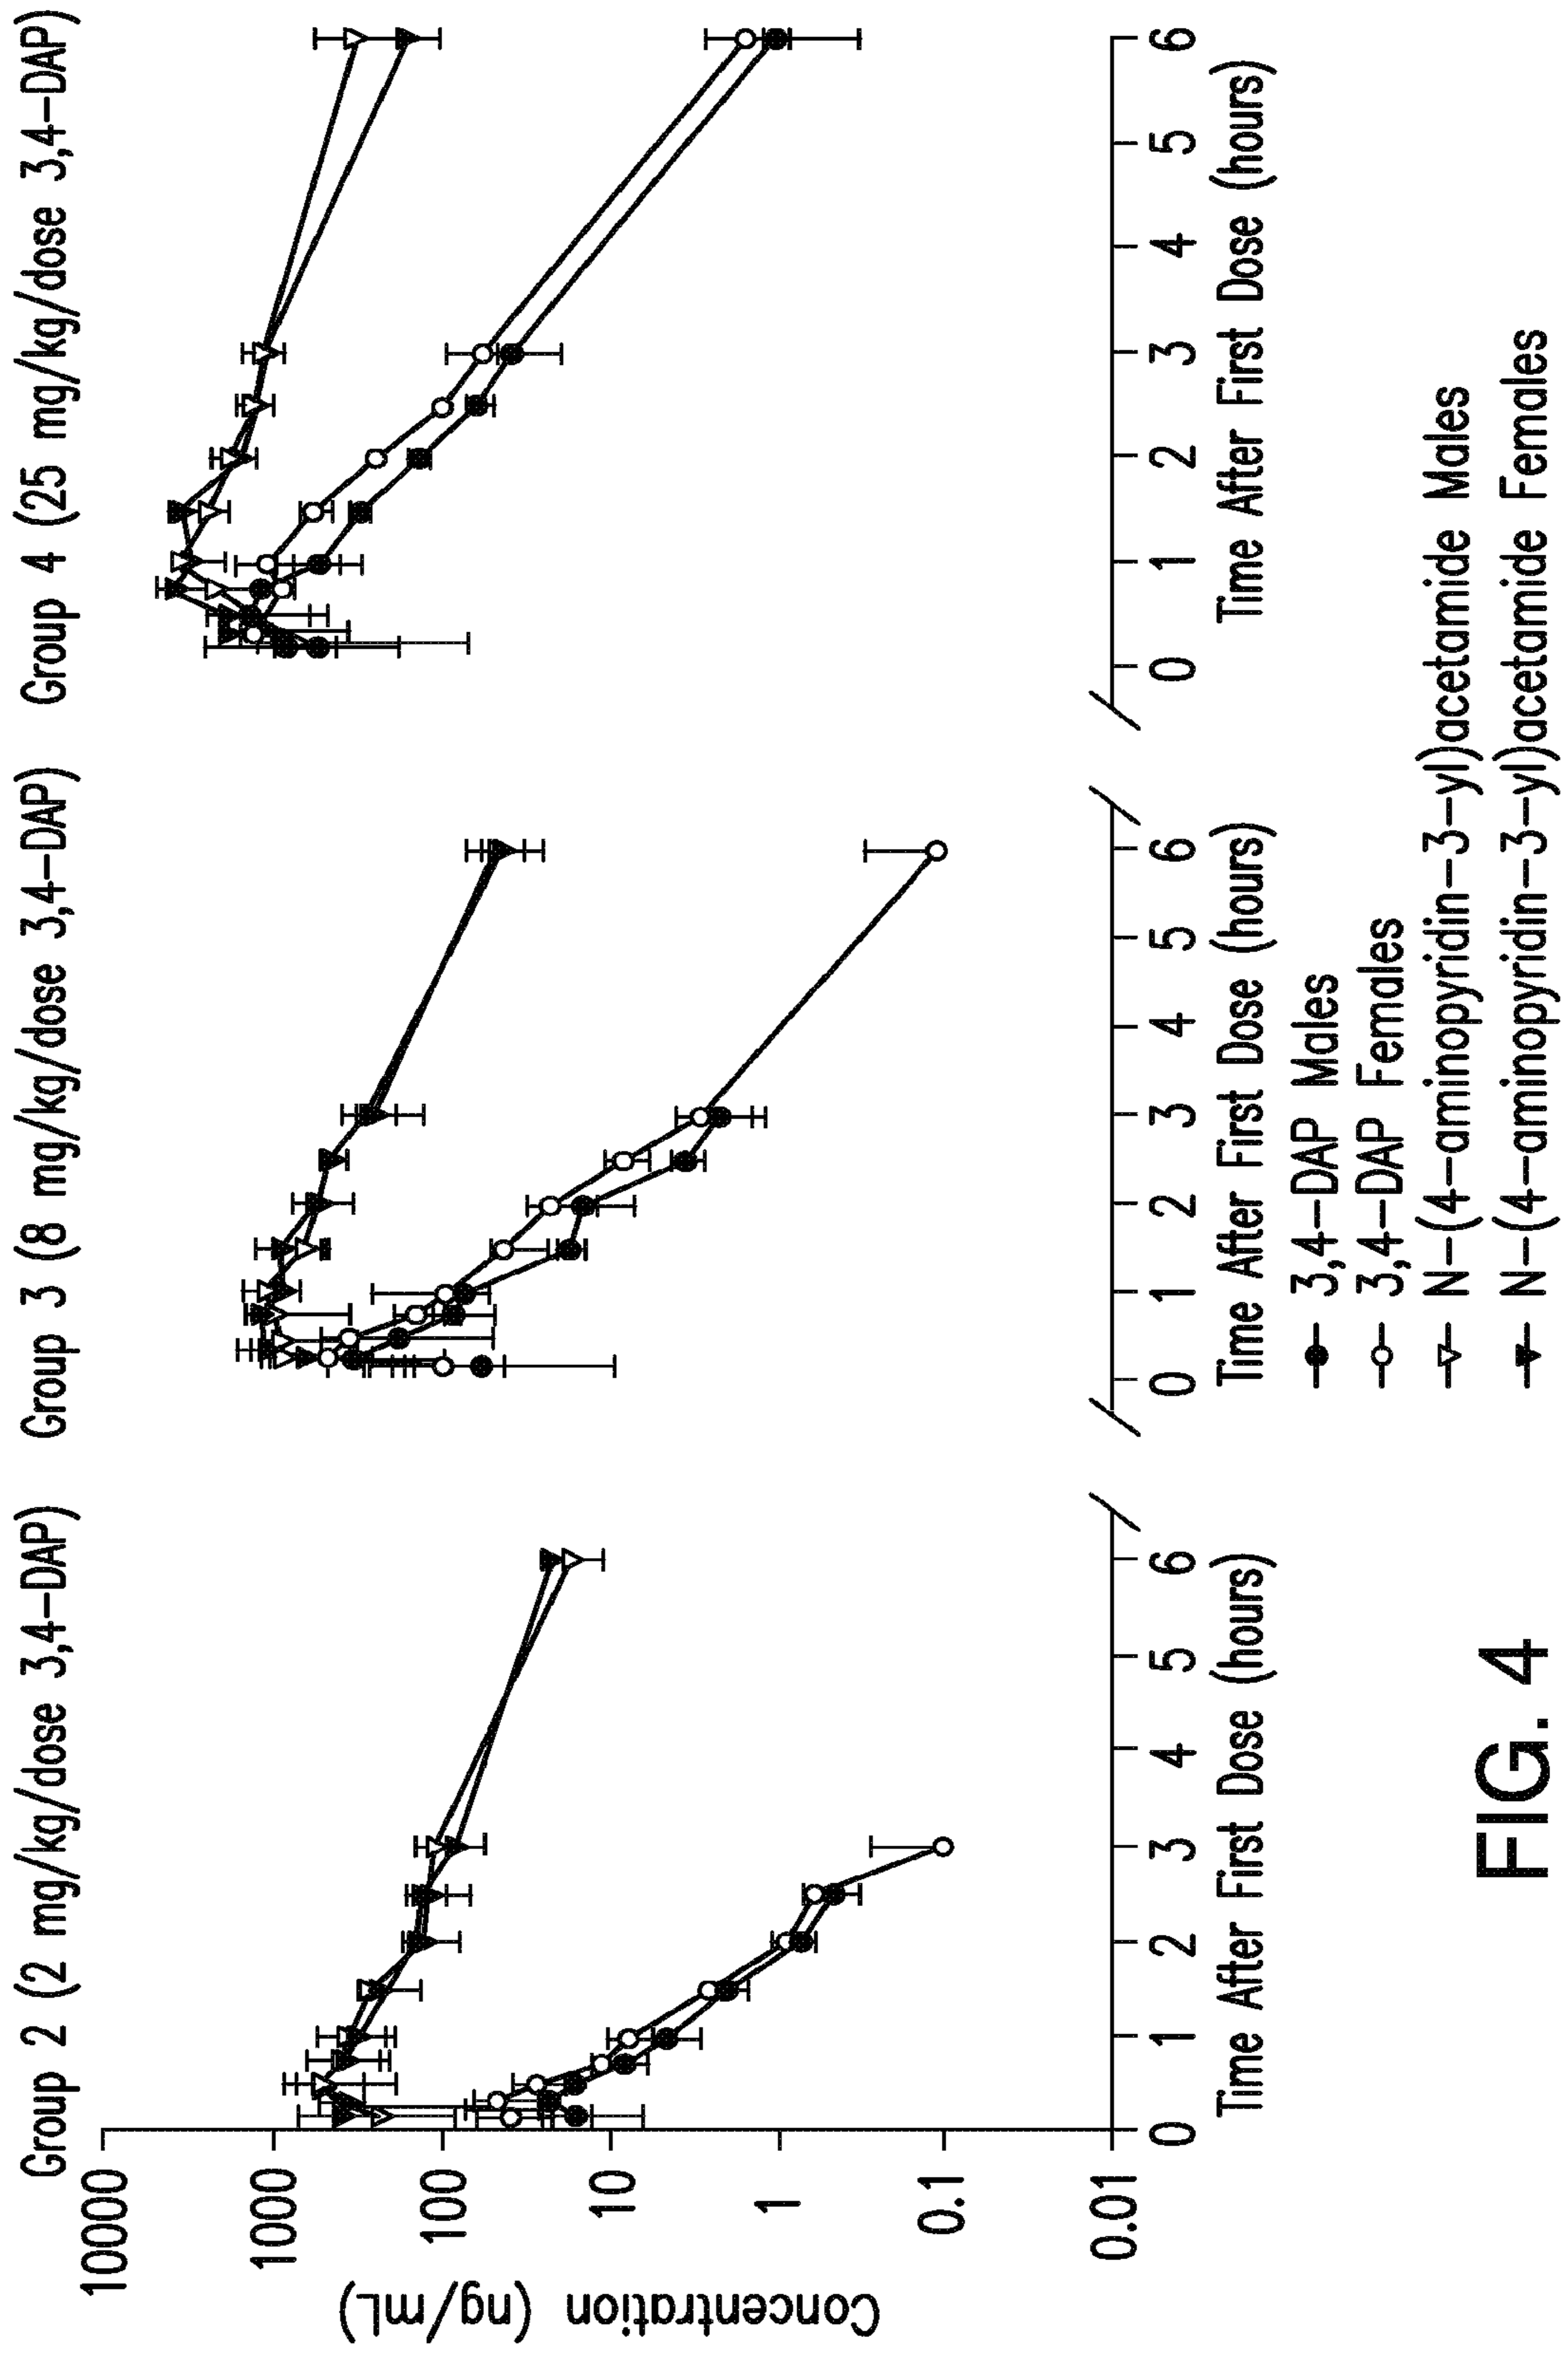 Group 2 (2 mg/kg/dose 3,4-DAP)
Group 3 (8 mg/kg/dose 3,4-DAP)
Group 4 (25 mg/kg/dose 3,4-DAP)
Concentration (ng/mL)
10000
1000
100
10
1
0.1
0.01
0 1 2 3 4 5 6
0 1 2 3 4 5 6
0 1 2 3 4 5 6
Time After First Dose (hours)
Time After First Dose (hours)
Time After First Dose (hours)
3,4-DAP Males
3,4-DAP Females
N-(4-aminopyridin-3-yl)acetamide Males
N-(4-aminopyridin-3-yl)acetamide Females
FIG. 4